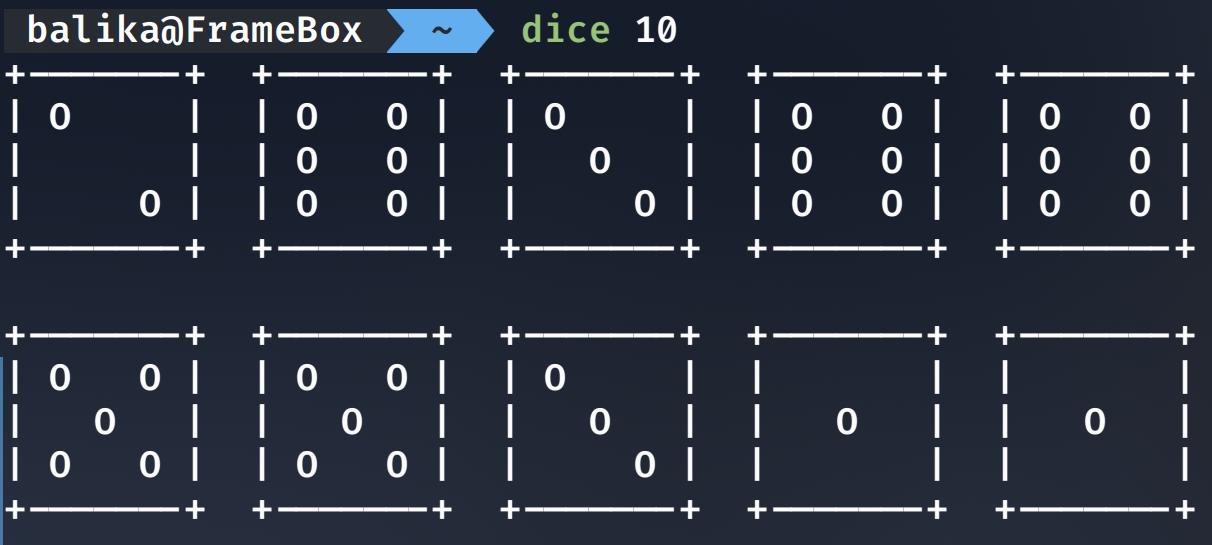 balika@FrameBox ~ dice 10
+-------+  +-------+  +-------+  +-------+  +-------+
| O     |  | O   O |  | O     |  | O   O |  | O   O |
|       |  | O   O |  |   O   |  | O   O |  | O   O |
|     O |  | O   O |  |     O |  | O   O |  | O   O |
+-------+  +-------+  +-------+  +-------+  +-------+
+-------+  +-------+  +-------+  +-------+  +-------+
| O   O |  | O   O |  | O     |  |       |  |       |
|   O   |  |   O   |  |   O   |  |   O   |  |   O   |
| O   O |  | O   O |  |     O |  |       |  |       |
+-------+  +-------+  +-------+  +-------+  +-------+